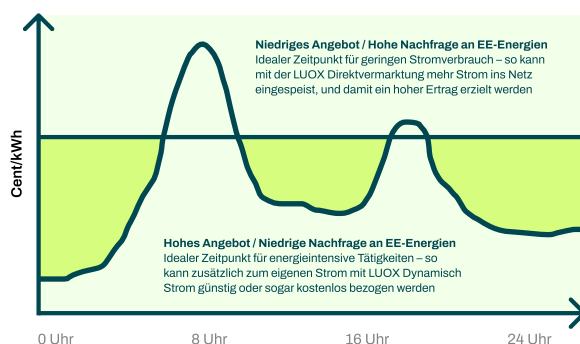 Niedriges Angebot / Hohe Nachfrage an EE-Energien
Idealer Zeitpunkt für geringen Stromverbrauch – so kann
mit der LUOX Direktvermarktung mehr Strom ins Netz
eingespeist, und damit ein hoher Ertrag erzielt werden
Cent/kWh
Hohes Angebot / Niedrige Nachfrage an EE-Energien
Idealer Zeitpunkt für energieintensive Tätigkeiten – so
kann zusätzlich zum eigenen Strom mit LUOX Dynamisch
Strom günstig oder sogar kostenlos bezogen werden
0 Uhr
8 Uhr
16 Uhr
24 Uhr